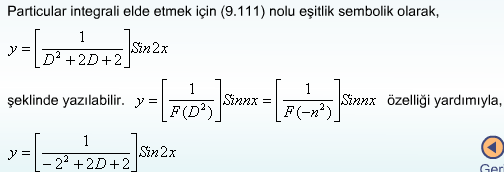 Particular integrali elde etmek için (9.111) nolu eşitlik sembolik olarak,
y = [1 / (D² + 2D + 2)] Sin2x
şeklinde yazılabilir. y = [1 / F(D²)] Sinnx = [1 / F(-n²)] Sinnx özelliği yardımıyla,
y = [1 / (-2² + 2D + 2)] Sin2x
Ger